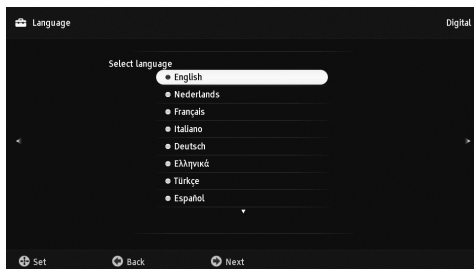 Language
Digital
Select language
English
Nederlands
Français
Italiano
Deutsch
Ελληνικά
Türkçe
Español
Set Back Next